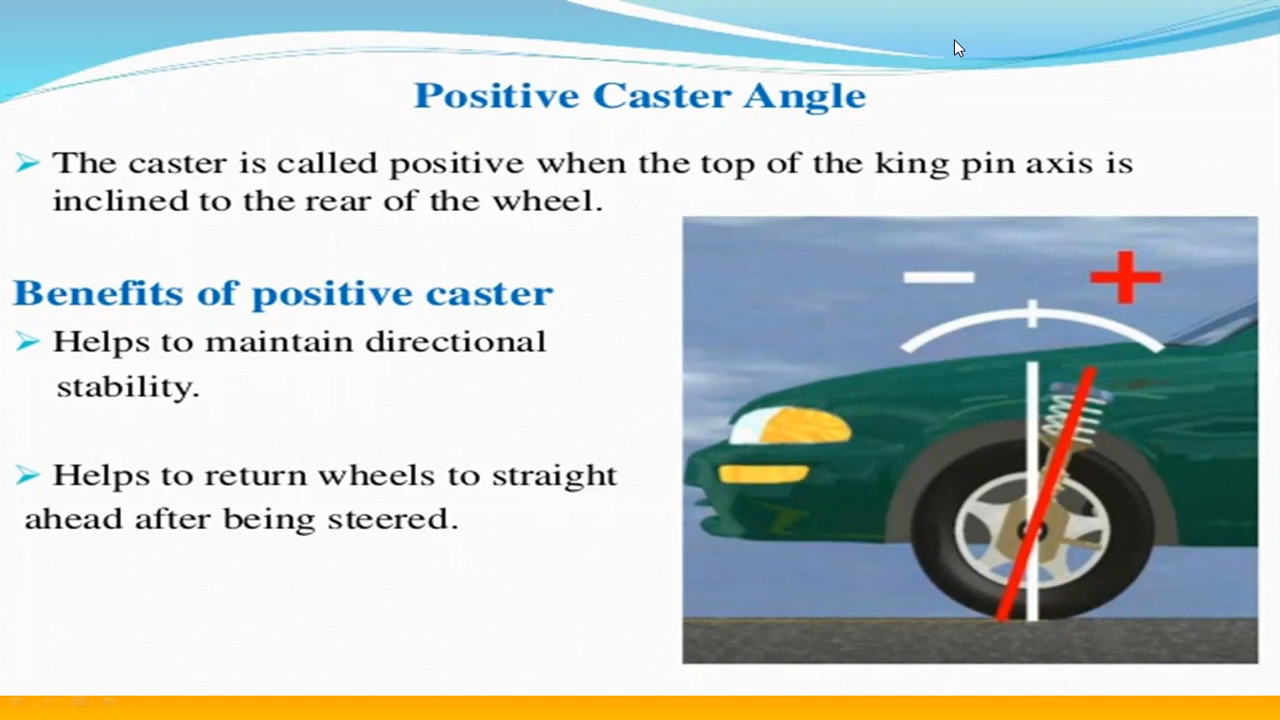 Positive Caster Angle
➢ The caster is called positive when the top of the king pin axis is
inclined to the rear of the wheel.
Benefits of positive caster
➢ Helps to maintain directional
stability.
➢ Helps to return wheels to straight
ahead after being steered.
− +